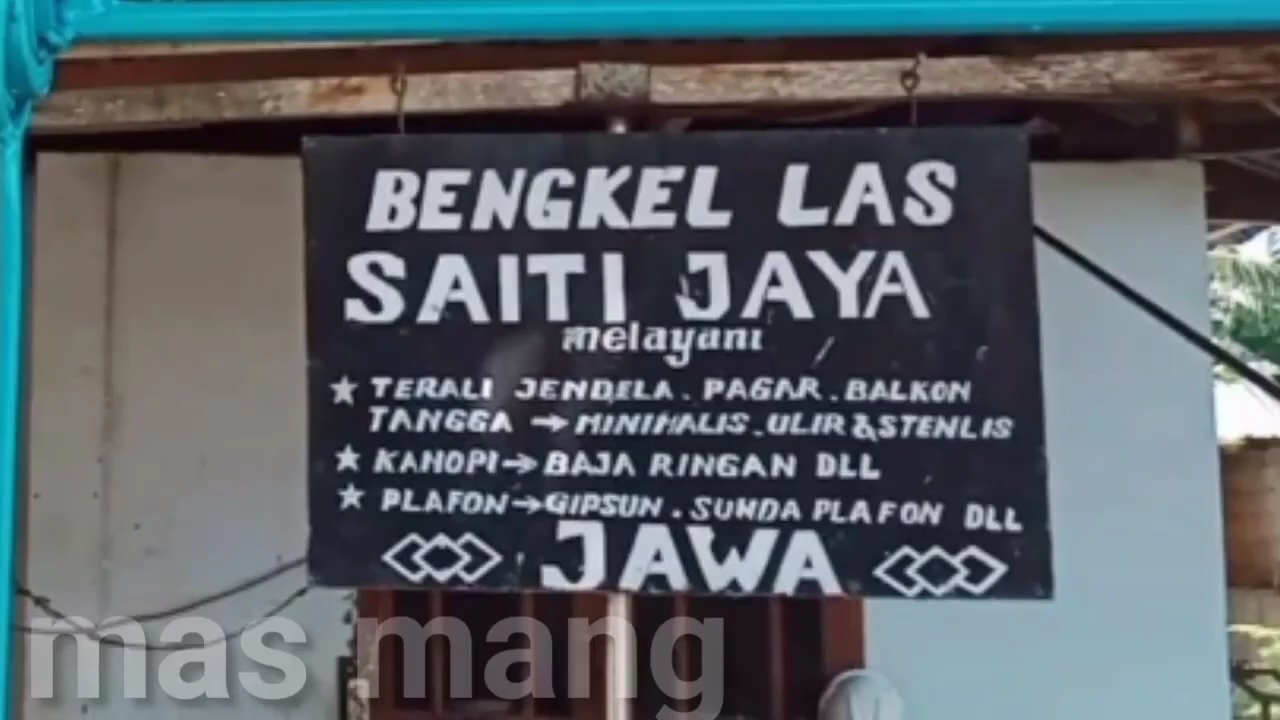 BENGKEL LAS
SAITI JAYA
melayani
★ TERALI JENDELA. PAGAR. BALKON
TANGGA → MINIMALIS. ULIR & STENLIS
★ KANOPI → BAJA RINGAN DLL
★ PLAFON → GIPSUN. SUNDA PLAFON DLL
JAWA
mas mang